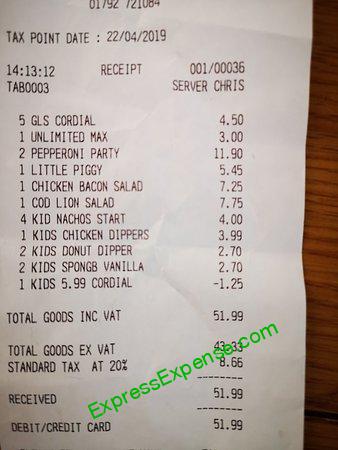 01792 721084
TAX POINT DATE : 22/04/2019
14:13:12 RECEIPT 001/00036
TAB0003 SERVER CHRIS
5 GLS CORDIAL 4.50
1 UNLIMITED MAX 3.00
2 PEPPERONI PARTY 11.90
1 LITTLE PIGGY 5.45
1 CHICKEN BACON SALAD 7.25
1 COD LION SALAD 7.75
4 KID NACHOS START 4.00
1 KIDS CHICKEN DIPPERS 3.99
2 KIDS DONUT DIPPER 2.70
2 KIDS SPONGB VANILLA 2.70
1 KIDS 5.99 CORDIAL -1.25
TOTAL GOODS INC VAT 51.99
TOTAL GOODS EX VAT 43.33
STANDARD TAX AT 20% 8.66
--------
RECEIVED 51.99
--------
DEBIT/CREDIT CARD 51.99
ExpressExpense.com